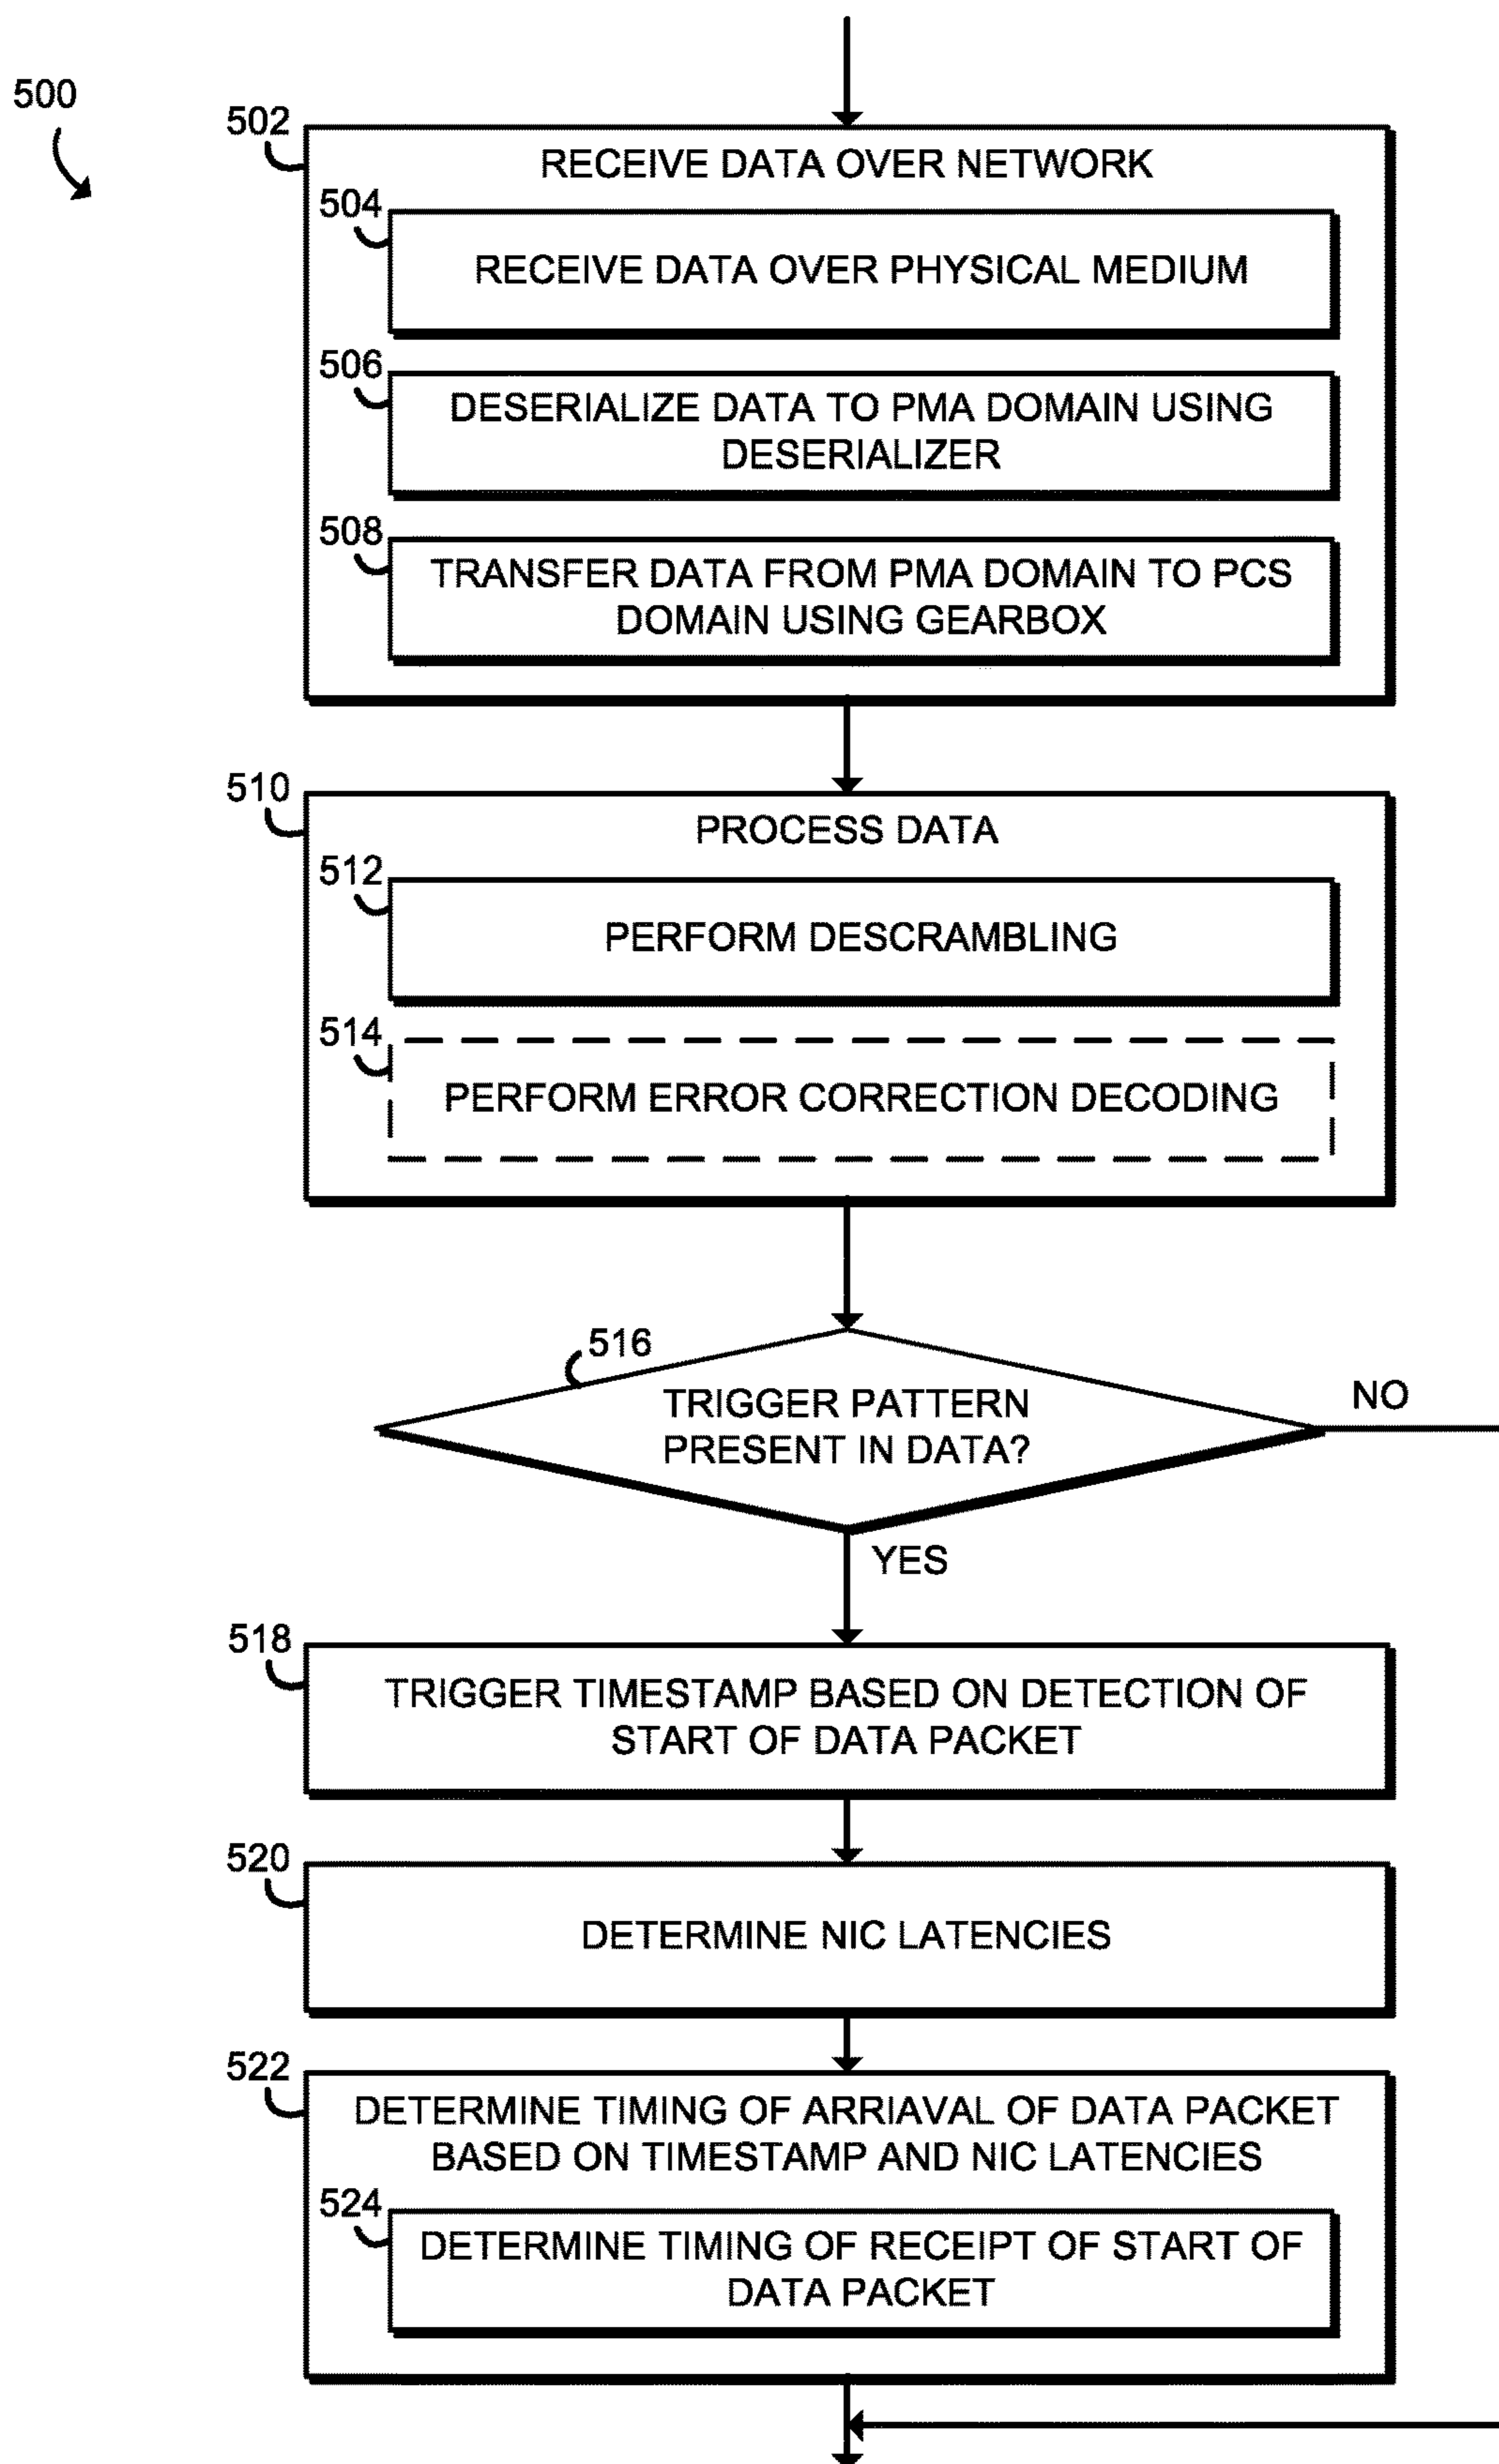 500
502
RECEIVE DATA OVER NETWORK
504
RECEIVE DATA OVER PHYSICAL MEDIUM
506
DESERIALIZE DATA TO PMA DOMAIN USING
DESERIALIZER
508
TRANSFER DATA FROM PMA DOMAIN TO PCS
DOMAIN USING GEARBOX
510
PROCESS DATA
512
PERFORM DESCRAMBLING
514
PERFORM ERROR CORRECTION DECODING
516
TRIGGER PATTERN
PRESENT IN DATA?
NO
YES
518
TRIGGER TIMESTAMP BASED ON DETECTION OF
START OF DATA PACKET
520
DETERMINE NIC LATENCIES
522
DETERMINE TIMING OF ARRIAVAL OF DATA PACKET
BASED ON TIMESTAMP AND NIC LATENCIES
524
DETERMINE TIMING OF RECEIPT OF START OF
DATA PACKET